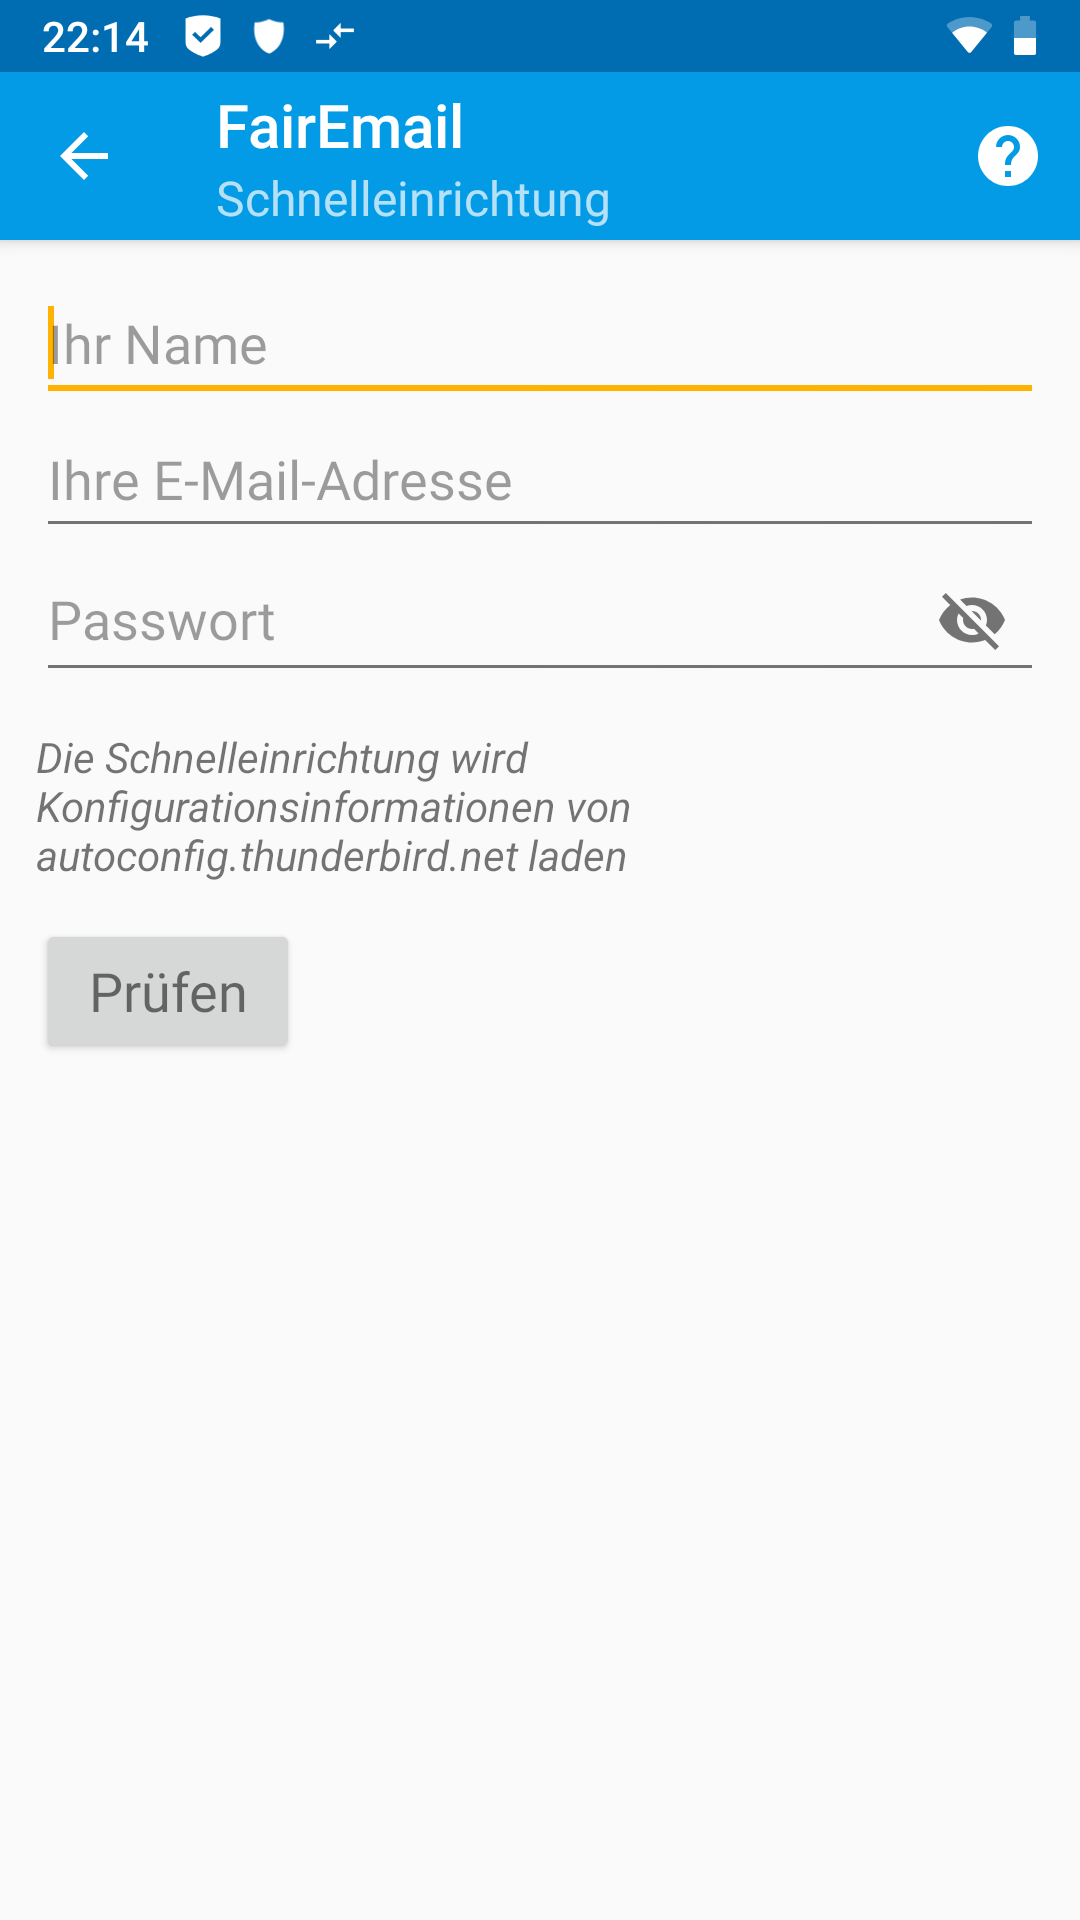 22:14
FairEmail
Schnelleinrichtung
Ihr Name
Ihre E-Mail-Adresse
Passwort
Die Schnelleinrichtung wird
Konfigurationsinformationen von
autoconfig.thunderbird.net laden
Prüfen